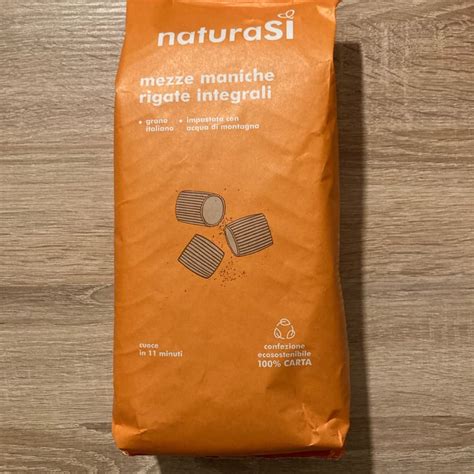 naturaSì
mezze maniche
rigate integrali
• grano
italiano
• impastata con
acqua di montagna
cuoce
in 11 minuti
confezione
ecosostenibile
100% CARTA